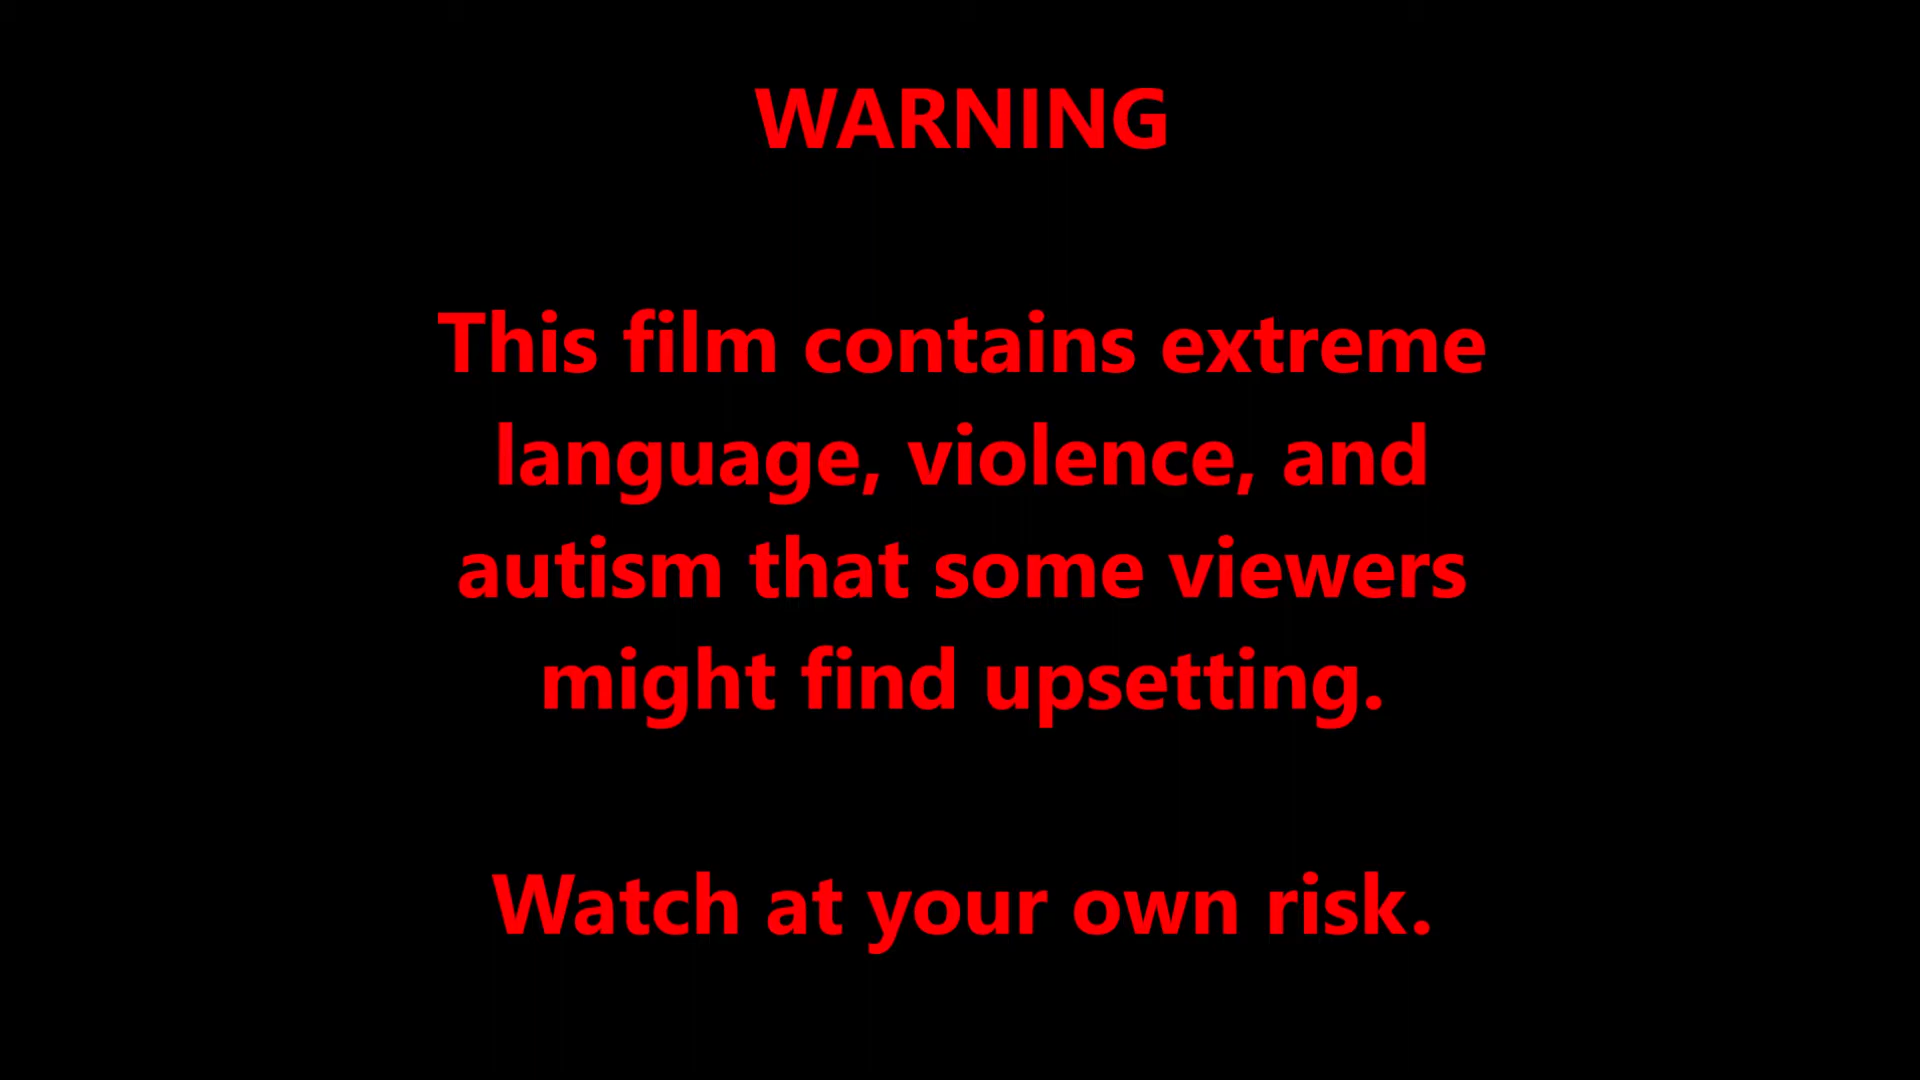 WARNING
This film contains extreme
language, violence, and
autism that some viewers
might find upsetting.
Watch at your own risk.